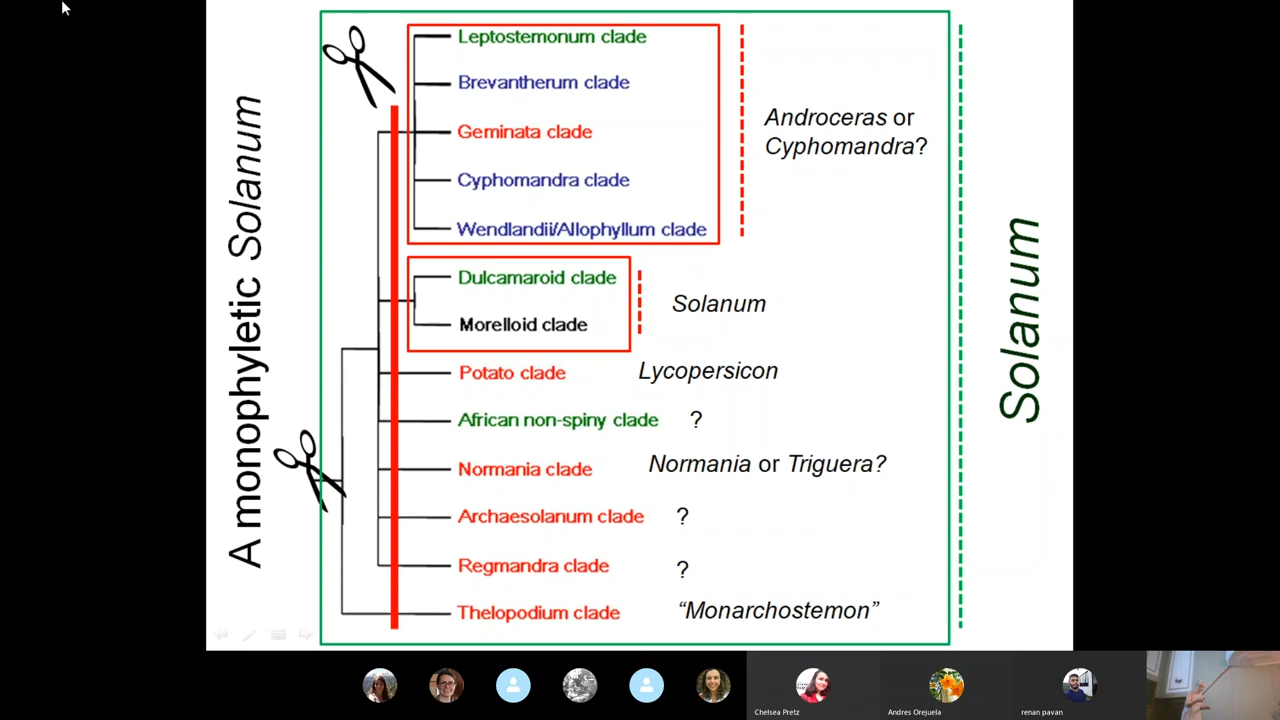 A monophyletic Solanum
Leptostemonum clade
Brevantherum clade
Geminata clade
Cyphomandra clade
Wendlandii/Allophyllum clade
Androceras or
Cyphomandra?
Dulcamaroid clade
Morelloid clade
Solanum
Potato clade
Lycopersicon
African non-spiny clade
?
Normania clade
Normania or Triguera?
Archaesolanum clade
?
Regmandra clade
?
Thelopodium clade
“Monarchostemon”
Solanum
Chelsea Pretz
Andres Orejuela
renan pavan